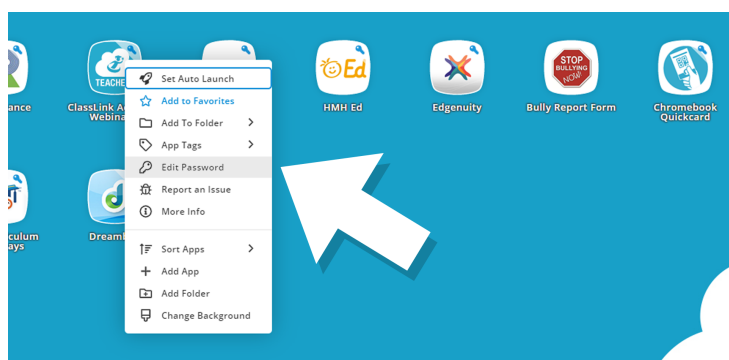 TEACHE
Ed
STOP
BULLYING
NOW!
ance
ClassLink A
Webina
HMH Ed
Edgenuity
Bully Report Form
Chromebook
Quickcard
Set Auto Launch
Add to Favorites
Add To Folder
App Tags
Edit Password
Report an Issue
More Info
Sort Apps
Add App
Add Folder
Change Background
culum
ays
Dream